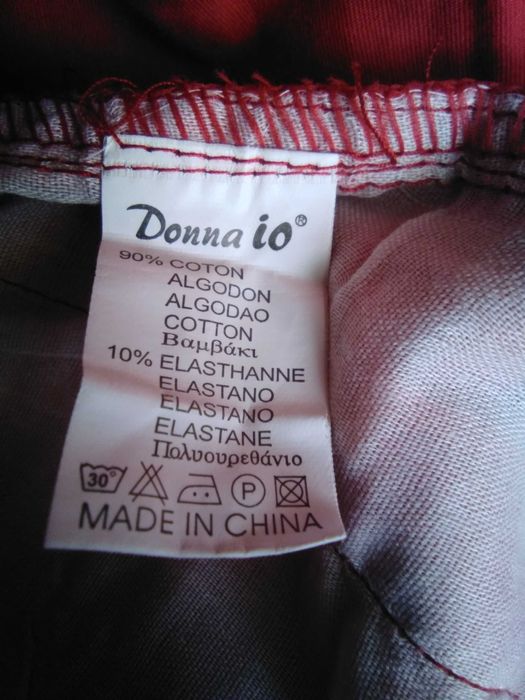 Donna io®
90% COTON
ALGODON
ALGODAO
COTTON
Βαμβάκι
10% ELASTHANNE
ELASTANO
ELASTANO
ELASTANE
Πολυουρεθάνιο
30° P
MADE IN CHINA